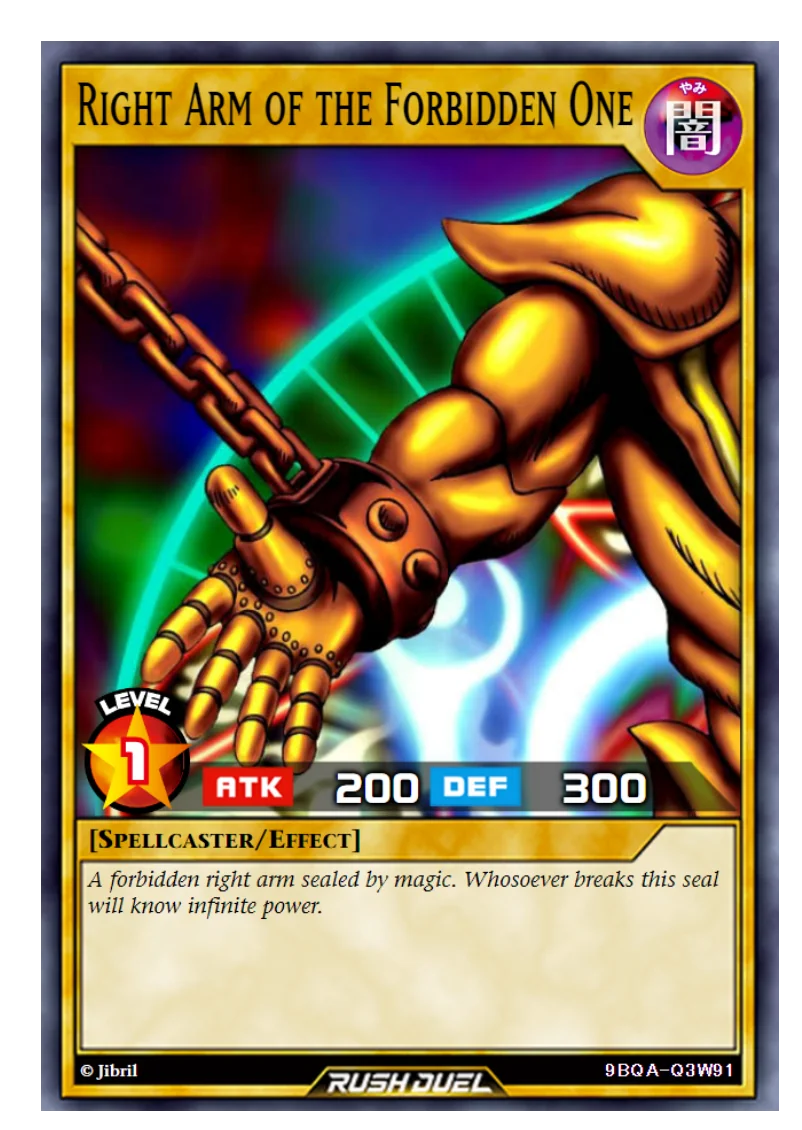 Right Arm of the Forbidden One
やみ
闇
LEVEL
1
ATK 200 DEF 300
[Spellcaster/Effect]
A forbidden right arm sealed by magic. Whosoever breaks this seal
will know infinite power.
© Jibril
RUSH DUEL
9BQA-Q3W91